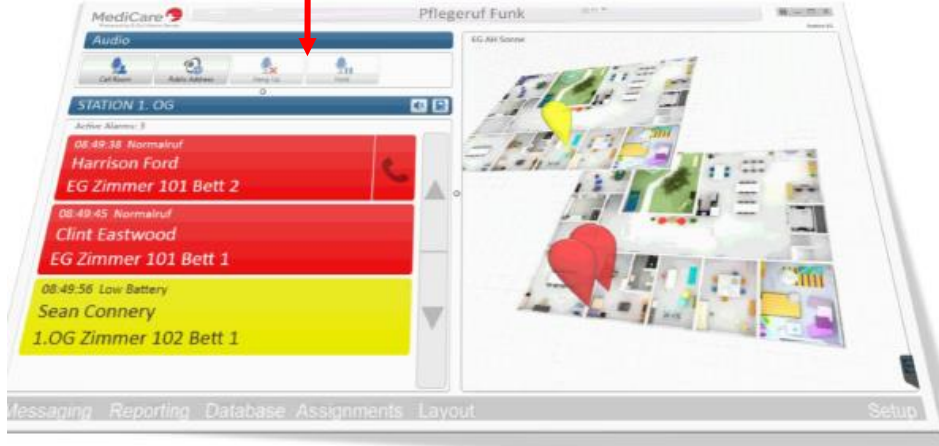 MediCare
Pflegeruf Funk
Audio
EG AH Sonne
Call Room
Public Address
Hang Up
Hold
STATION 1. OG
Active Alarms: 3
08:49:38 Normalruf
Harrison Ford
EG Zimmer 101 Bett 2
08:49:45 Normalruf
Clint Eastwood
EG Zimmer 101 Bett 1
08:49:56 Low Battery
Sean Connery
1.OG Zimmer 102 Bett 1
Messaging Reporting Database Assignments Layout Setup